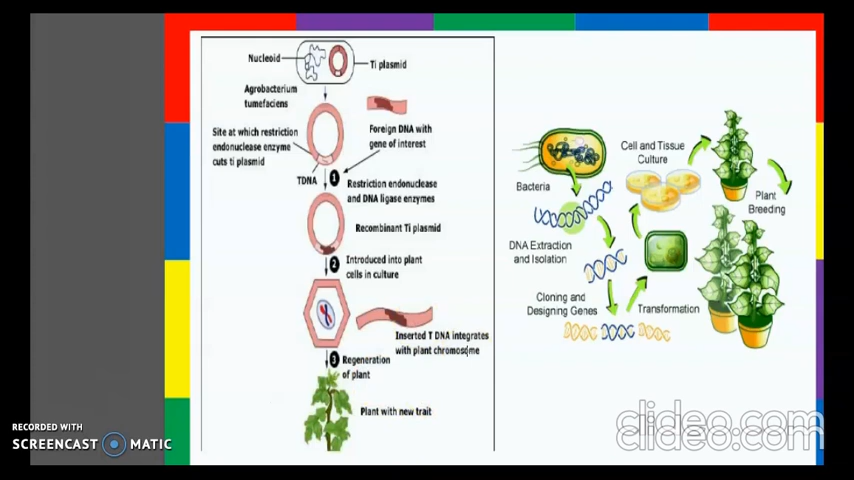 Nucleoid
Ti plasmid
Agrobacterium
tumefaciens
Site at which restriction
endonuclease enzyme
cuts ti plasmid
Foreign DNA with
gene of interest
TDNA
1
Restriction endonuclease
and DNA ligase enzymes
Recombinant Ti plasmid
2
Introduced into plant
cells in culture
Inserted T DNA integrates
with plant chromosome
3
Regeneration
of plant
Plant with new trait
Bacteria
DNA Extraction
and Isolation
Cloning and
Designing Genes
Transformation
Cell and Tissue
Culture
Plant
Breeding
RECORDED WITH
SCREENCAST MATIC
clideo.com
clideo.com